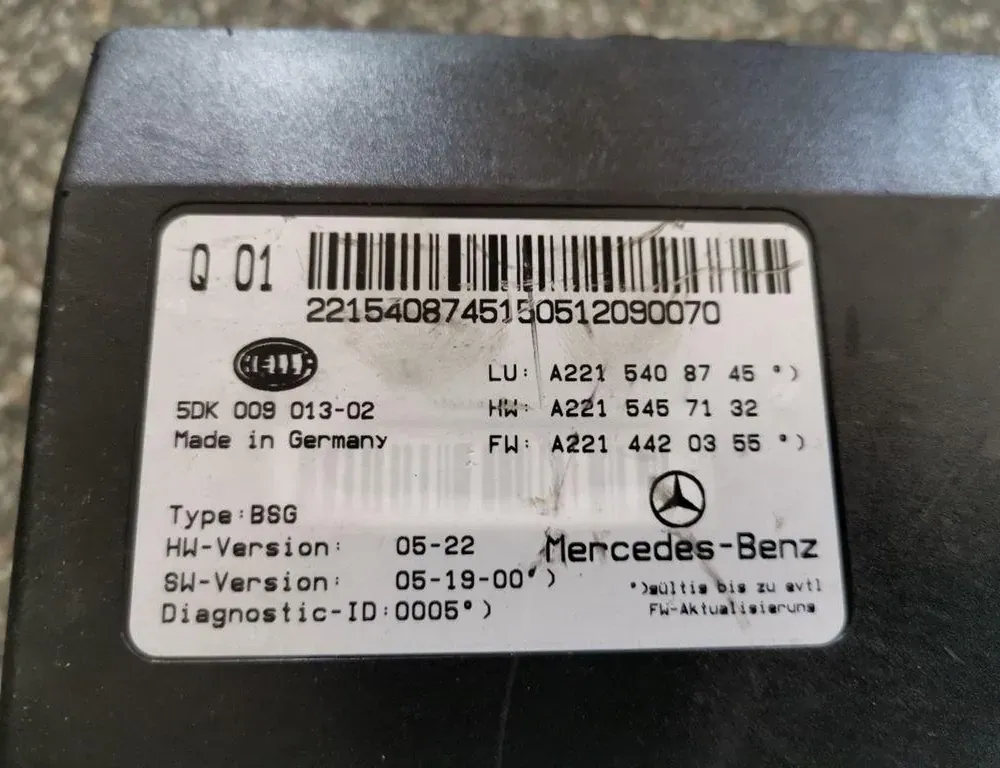 Q 01
2215408745150512090070
HELLA
5DK 009 013-02
Made in Germany
LU: A221 540 87 45 *)
HW: A221 545 71 32
FW: A221 442 03 55 *)
Type:BSG
HW-Version: 05-22
SW-Version: 05-19-00*)
Diagnostic-ID:0005*)
Mercedes-Benz
*)gültig bis zu evtl
FW-Aktualisierung